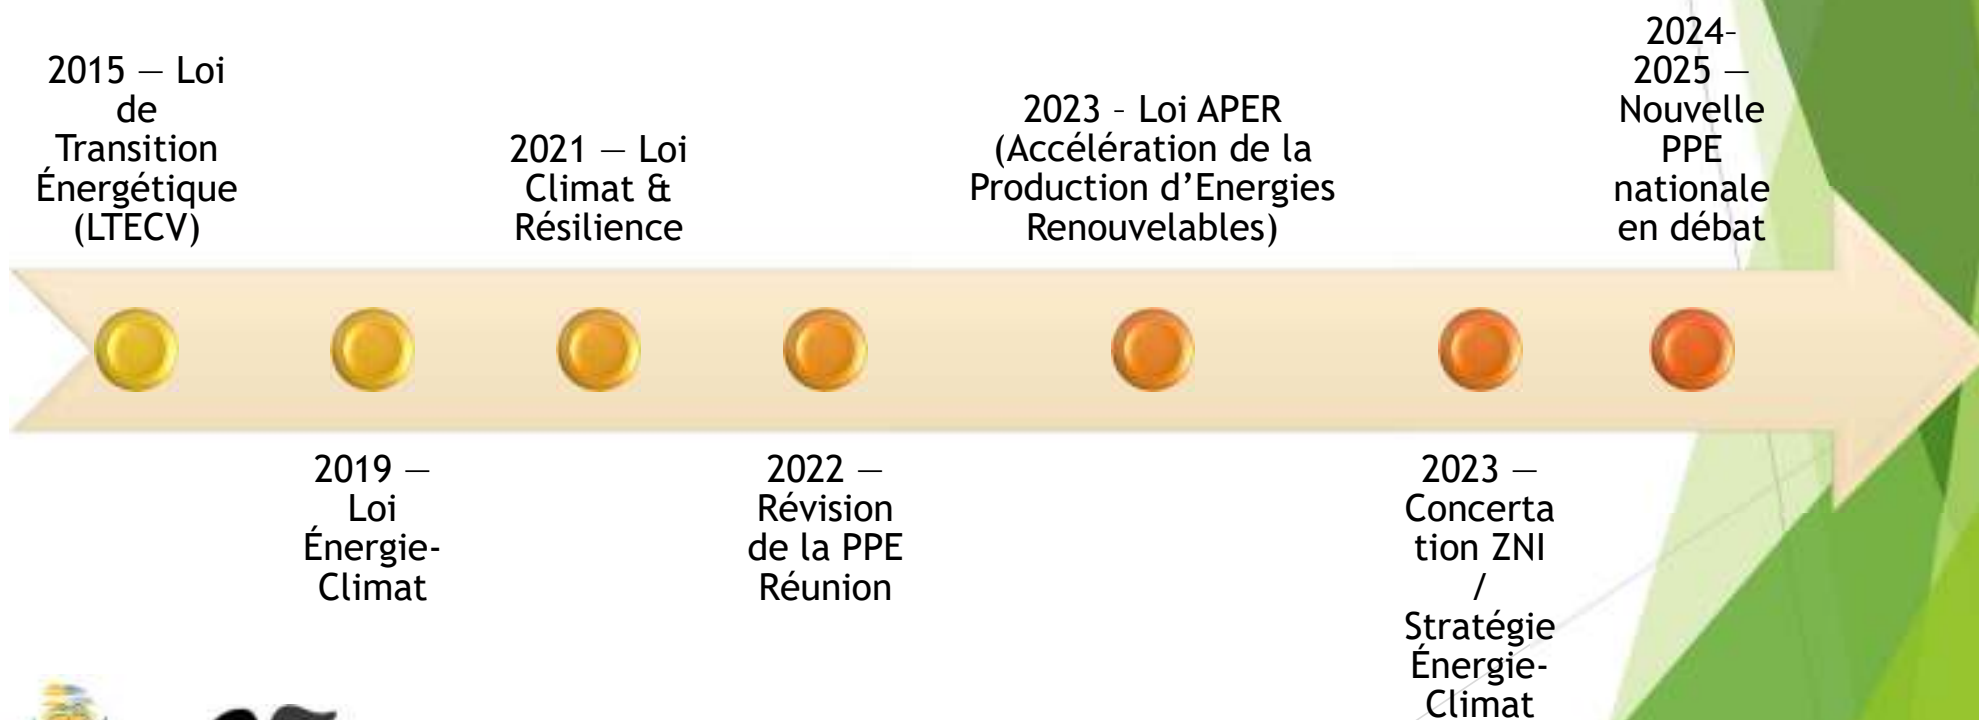 2015 — Loi
de
Transition
Énergétique
(LTECV)
2019 —
Loi
Énergie-
Climat
2021 — Loi
Climat &
Résilience
2022 —
Révision
de la PPE
Réunion
2023 – Loi APER
(Accélération de la
Production d’Energies
Renouvelables)
2023 —
Concerta
tion ZNI
/
Stratégie
Énergie-
Climat
2024–
2025 —
Nouvelle
PPE
nationale
en débat